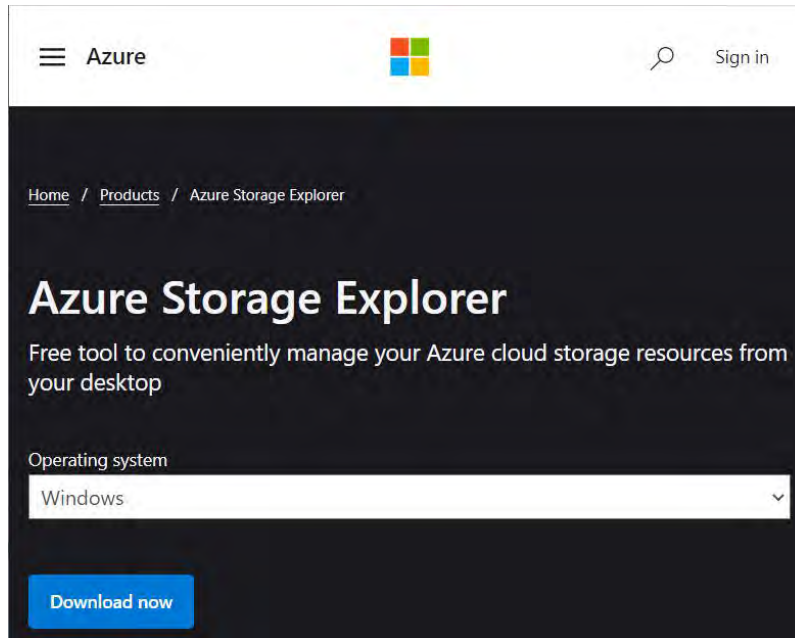 Azure
Sign in
Home / Products / Azure Storage Explorer
Azure Storage Explorer
Free tool to conveniently manage your Azure cloud storage resources from
your desktop
Operating system
Windows
Download now